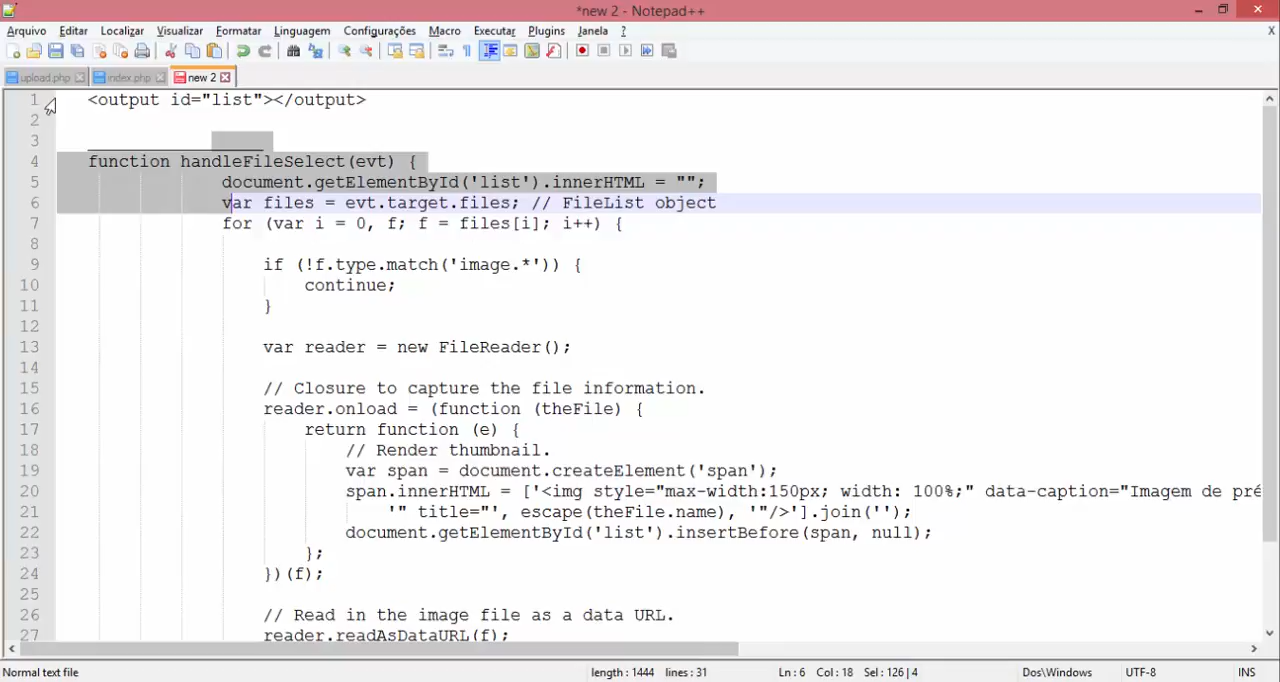 *new 2 - Notepad++
Arquivo Editar Localizar Visualizar Formatar Linguagem Configurações Macro Executar Plugins Janela ? X
upload.php index.php new 2
1 <output id="list"></output>
2
3 _________________
4 function handleFileSelect(evt) {
5 document.getElementById('list').innerHTML = "";
6 var files = evt.target.files; // FileList object
7 for (var i = 0, f; f = files[i]; i++) {
8
9 if (!f.type.match('image.*')) {
10 continue;
11 }
12
13 var reader = new FileReader();
14
15 // Closure to capture the file information.
16 reader.onload = (function (theFile) {
17 return function (e) {
18 // Render thumbnail.
19 var span = document.createElement('span');
20 span.innerHTML = ['<img style="max-width:150px; width: 100%;" data-caption="Imagem de pré
21 '" title="', escape(theFile.name), '"/>'].join('');
22 document.getElementById('list').insertBefore(span, null);
23 };
24 })(f);
25
26 // Read in the image file as a data URL.
27 reader.readAsDataURL(f);
Normal text file length : 1444 lines : 31 Ln : 6 Col : 18 Sel : 126 | 4 Dos\Windows UTF-8 INS